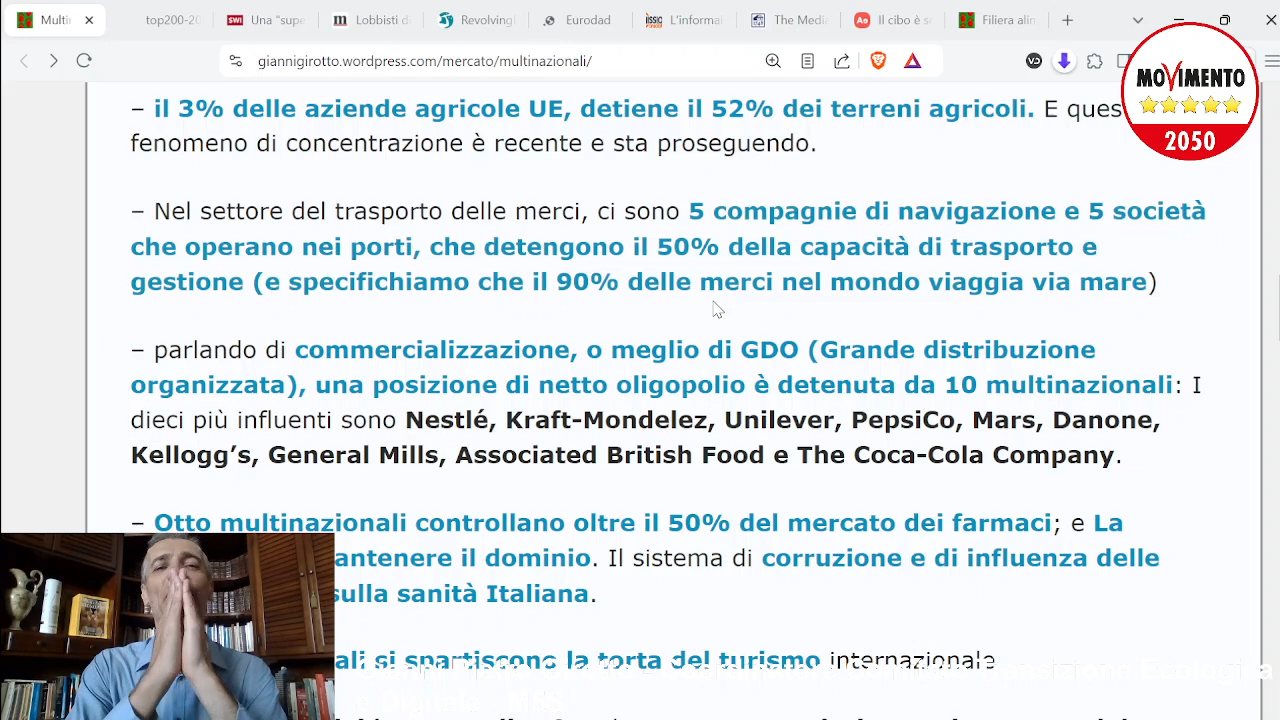 Multi
top200-20
SWI Una "supe
m Lobbisti d
Revolving
Eurodad
L'informa
The Media
Aa Il cibo è s
Filiera alin
giannigirotto.wordpress.com/mercato/multinazionali/
MOVIMENTO
2050
– il 3% delle aziende agricole UE, detiene il 52% dei terreni agricoli. E ques
fenomeno di concentrazione è recente e sta proseguendo.
– Nel settore del trasporto delle merci, ci sono 5 compagnie di navigazione e 5 società
che operano nei porti, che detengono il 50% della capacità di trasporto e
gestione (e specifichiamo che il 90% delle merci nel mondo viaggia via mare)
– parlando di commercializzazione, o meglio di GDO (Grande distribuzione
organizzata), una posizione di netto oligopolio è detenuta da 10 multinazionali: I
dieci più influenti sono Nestlé, Kraft-Mondelez, Unilever, PepsiCo, Mars, Danone,
Kellogg's, General Mills, Associated British Food e The Coca-Cola Company.
– Otto multinazionali controllano oltre il 50% del mercato dei farmaci; e La
antenere il dominio. Il sistema di corruzione e di influenza delle
sulla sanità Italiana.
ali si spartiscono la torta del turismo internazionale
Transizione Ecologica